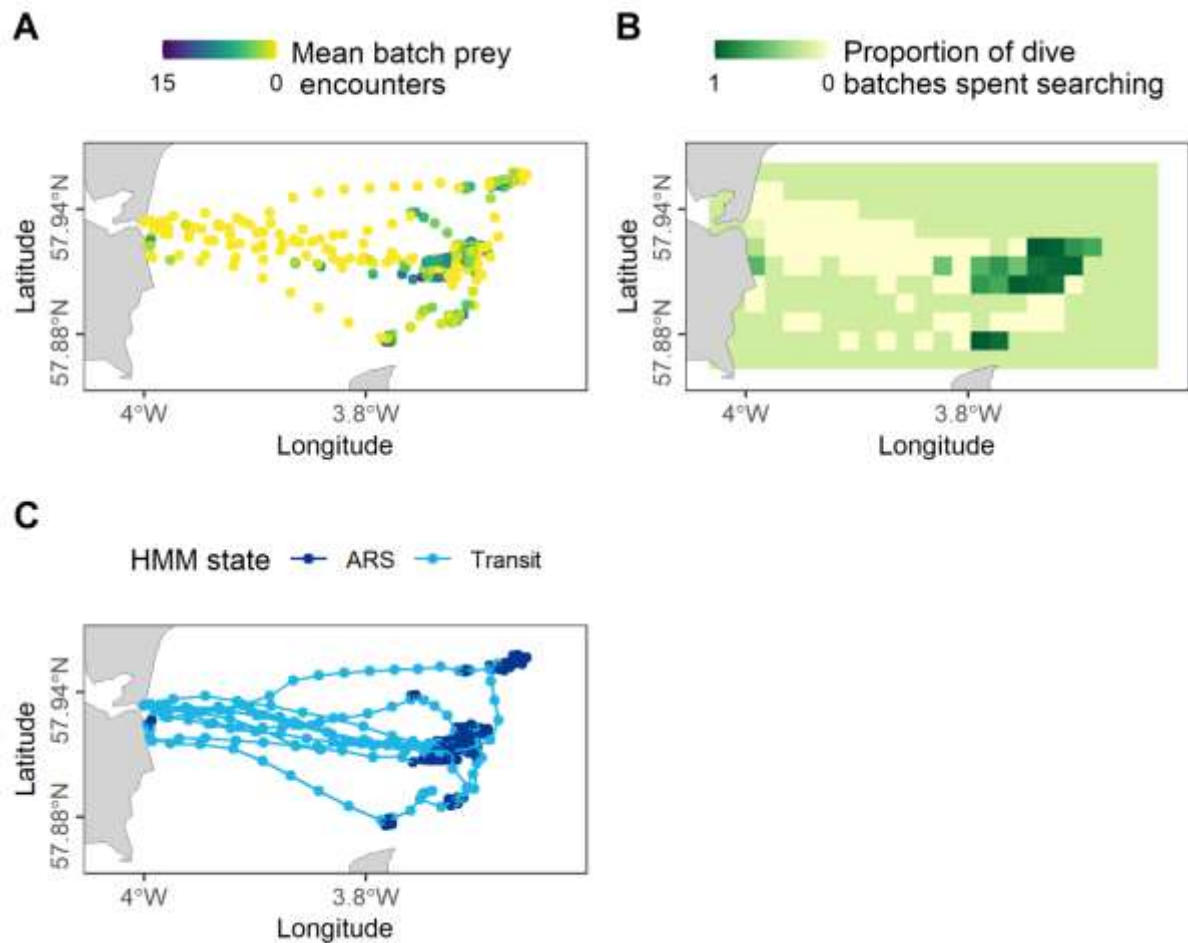 A
Mean batch prey
encounters
15 0
57.94°N
57.88°N
Latitude
4°W 3.8°W
Longitude
B
Proportion of dive
batches spent searching
1 0
57.94°N
57.88°N
Latitude
4°W 3.8°W
Longitude
C
HMM state ARS Transit
57.94°N
57.88°N
Latitude
4°W 3.8°W
Longitude